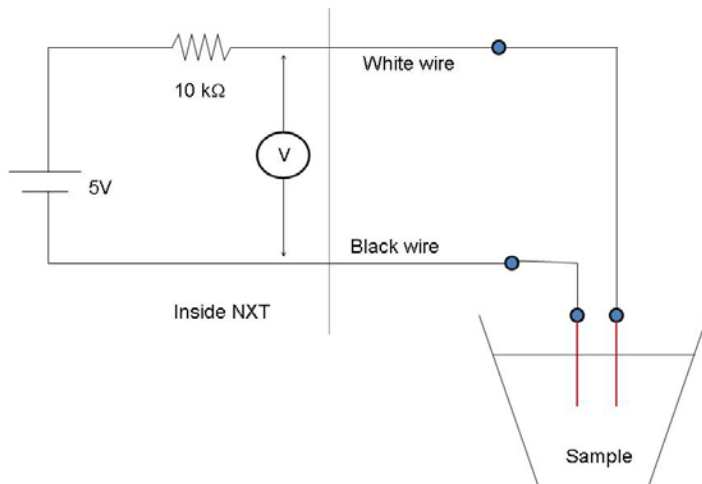 White wire
10 kΩ
V
5V
Black wire
Inside NXT
Sample